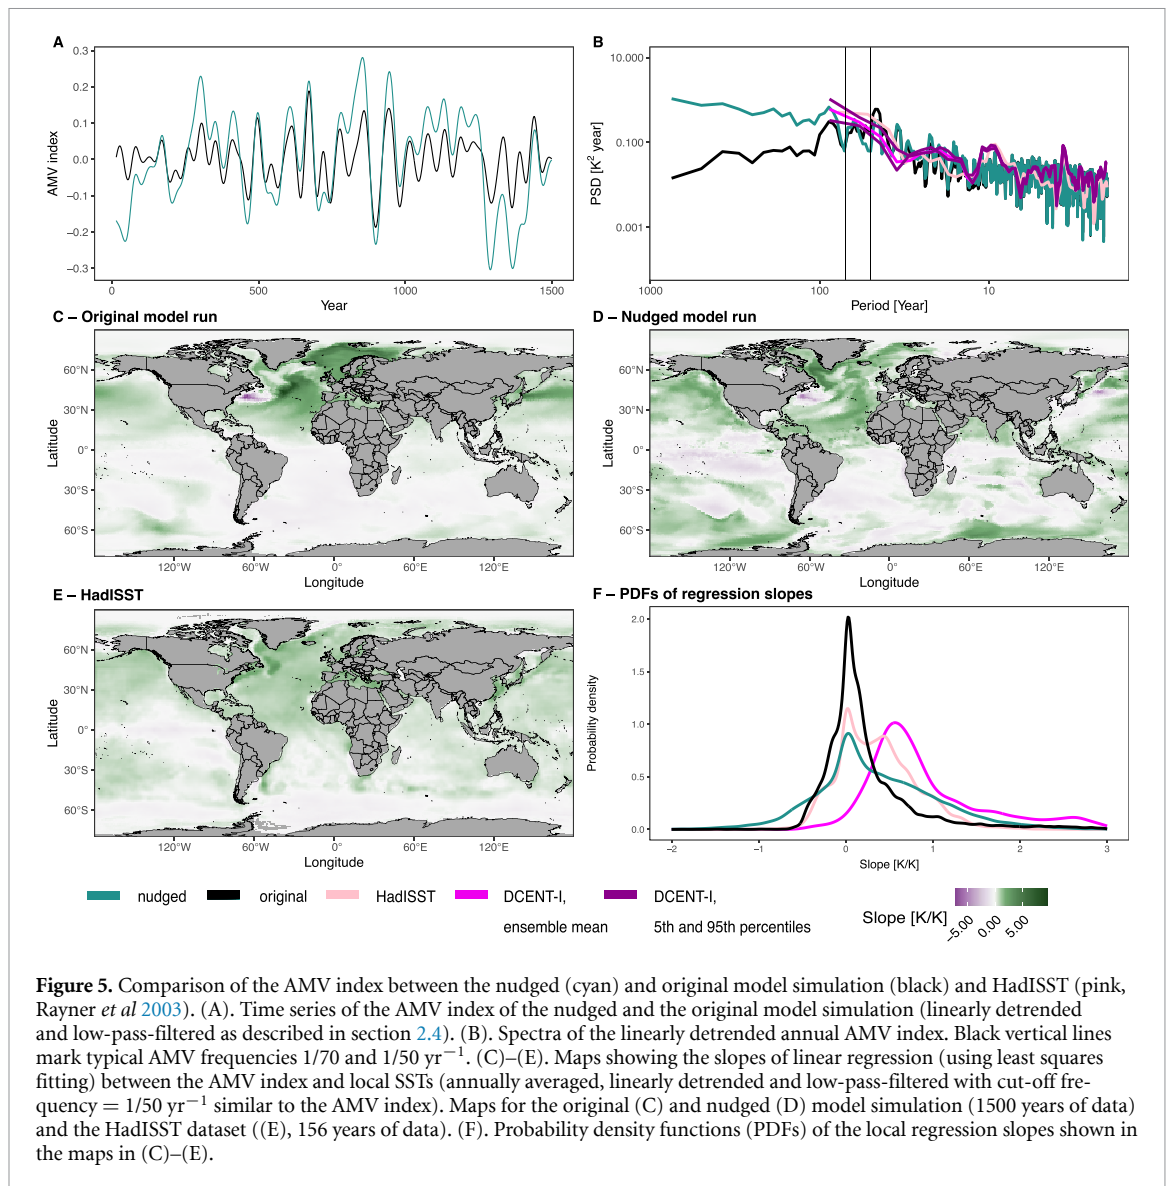 A
B
0.3
0.2
0.1
0.0
−0.1
−0.2
−0.3
AMV index
0
500
1000
1500
Year
10.000
0.100
0.001
PSD [K² year]
1000
100
10
Period [Year]
C – Original model run
D – Nudged model run
60°N
30°N
0°
30°S
60°S
Latitude
120°W
60°W
0°
60°E
120°E
Longitude
60°N
30°N
0°
30°S
60°S
Latitude
120°W
60°W
0°
60°E
120°E
Longitude
E – HadISST
F – PDFs of regression slopes
60°N
30°N
0°
30°S
60°S
Latitude
120°W
60°W
0°
60°E
120°E
Longitude
2.0
1.5
1.0
0.5
0.0
Probability density
−2
−1
0
1
2
3
Slope [K/K]
nudged original HadISST DCENT-I, DCENT-I,
ensemble mean 5th and 95th percentiles
Slope [K/K]
−5.00
0.00
5.00
Figure 5. Comparison of the AMV index between the nudged (cyan) and original model simulation (black) and HadISST (pink,
Rayner et al 2003). (A). Time series of the AMV index of the nudged and the original model simulation (linearly detrended
and low-pass-filtered as described in section 2.4). (B). Spectra of the linearly detrended annual AMV index. Black vertical lines
mark typical AMV frequencies 1/70 and 1/50 yr⁻¹. (C)–(E). Maps showing the slopes of linear regression (using least squares
fitting) between the AMV index and local SSTs (annually averaged, linearly detrended and low-pass-filtered with cut-off fre-
quency = 1/50 yr⁻¹ similar to the AMV index). Maps for the original (C) and nudged (D) model simulation (1500 years of data)
and the HadISST dataset ((E), 156 years of data). (F). Probability density functions (PDFs) of the local regression slopes shown in
the maps in (C)–(E).